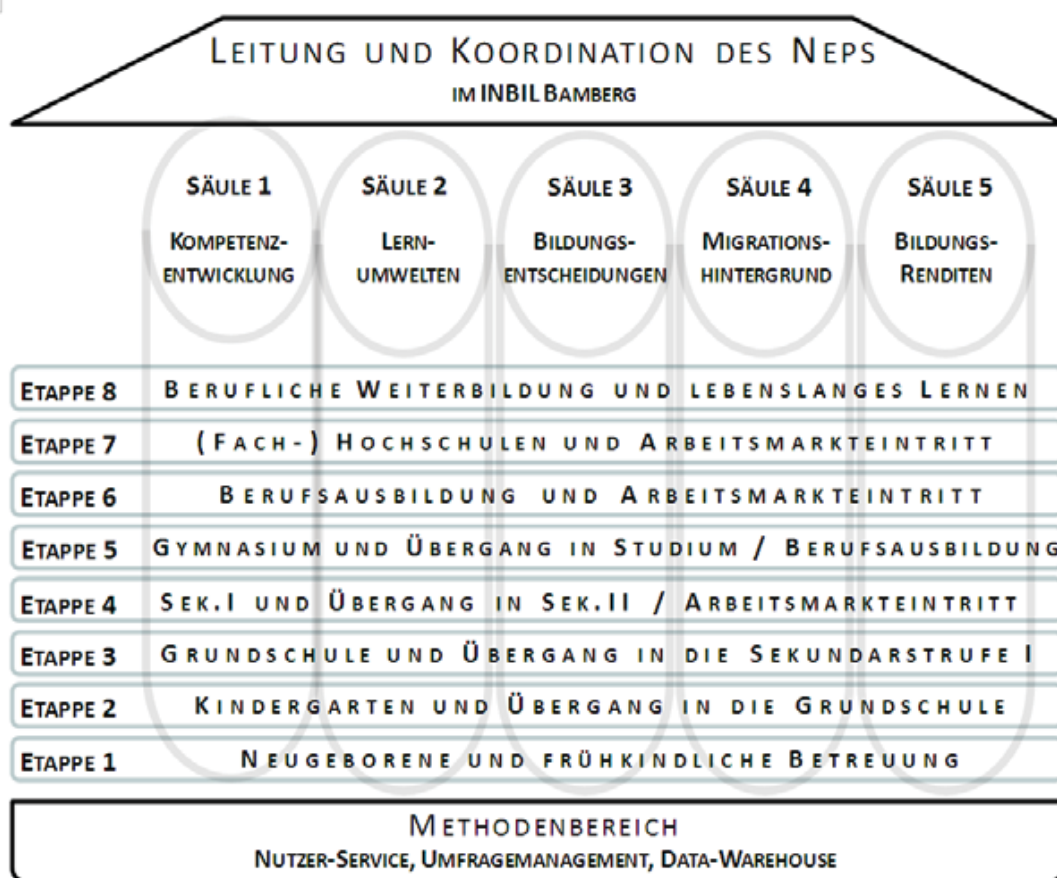 LEITUNG UND KOORDINATION DES NEPS
IM INBIL BAMBERG
SÄULE 1
KOMPETENZ-
ENTWICKLUNG
SÄULE 2
LERN-
UMWELTEN
SÄULE 3
BILDUNGS-
ENTSCHEIDUNGEN
SÄULE 4
MIGRATIONS-
HINTERGRUND
SÄULE 5
BILDUNGS-
RENDITEN
ETAPPE 8 BERUFLICHE WEITERBILDUNG UND LEBENSLANGES LERNEN
ETAPPE 7 (FACH-) HOCHSCHULEN UND ARBEITSMARKTEINTRITT
ETAPPE 6 BERUFSAUSBILDUNG UND ARBEITSMARKTEINTRITT
ETAPPE 5 GYMNASIUM UND ÜBERGANG IN STUDIUM / BERUFSAUSBILDUNG
ETAPPE 4 SEK.I UND ÜBERGANG IN SEK.II / ARBEITSMARKTEINTRITT
ETAPPE 3 GRUNDSCHULE UND ÜBERGANG IN DIE SEKUNDARSTRUFE I
ETAPPE 2 KINDERGARTEN UND ÜBERGANG IN DIE GRUNDSCHULE
ETAPPE 1 NEUGEBORENE UND FRÜHKINDLICHE BETREUUNG
METHODENBEREICH
NUTZER-SERVICE, UMFRAGEMANAGEMENT, DATA-WAREHOUSE